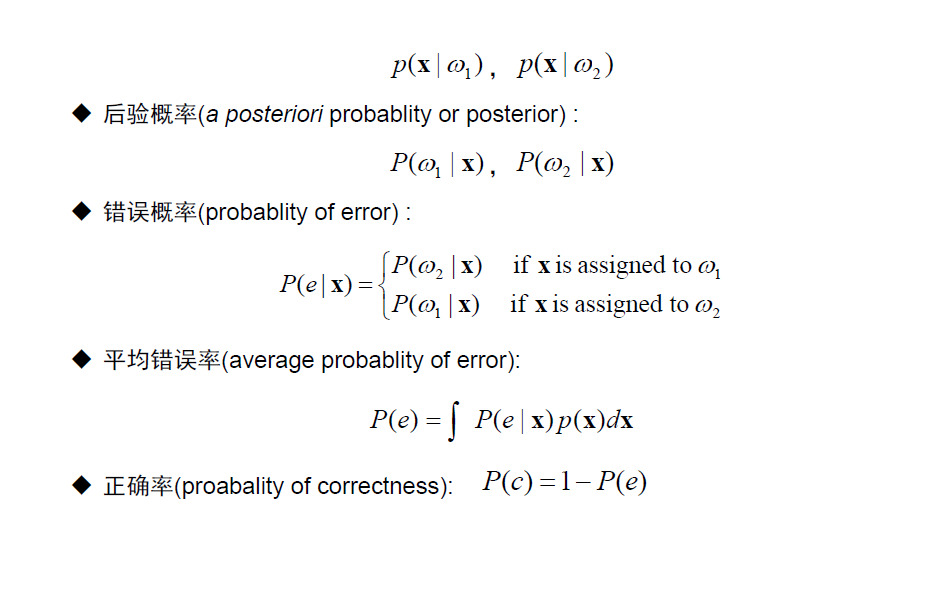 p(x | ω₁), p(x | ω₂)
◆ 后验概率(a posteriori probablity or posterior) :
P(ω₁ | x), P(ω₂ | x)
◆ 错误概率(probablity of error) :
P(e | x) = { P(ω₂ | x) if x is assigned to ω₁
P(ω₁ | x) if x is assigned to ω₂
◆ 平均错误率(average probablity of error):
P(e) = ∫ P(e | x)p(x)dx
◆ 正确率(proabality of correctness): P(c) = 1 − P(e)